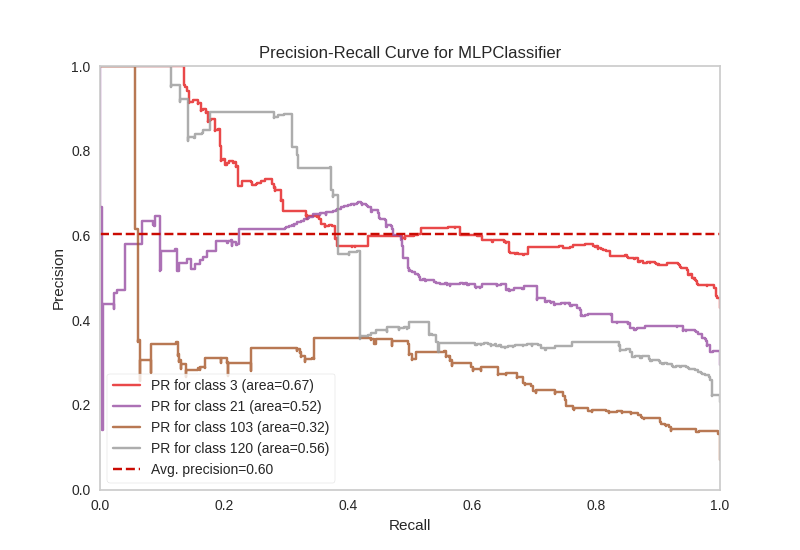 Precision-Recall Curve for MLPClassifier
1.0
0.8
0.6
0.4
0.2
0.0
Precision
PR for class 3 (area=0.67)
PR for class 21 (area=0.52)
PR for class 103 (area=0.32)
PR for class 120 (area=0.56)
Avg. precision=0.60
0.0 0.2 0.4 0.6 0.8 1.0
Recall